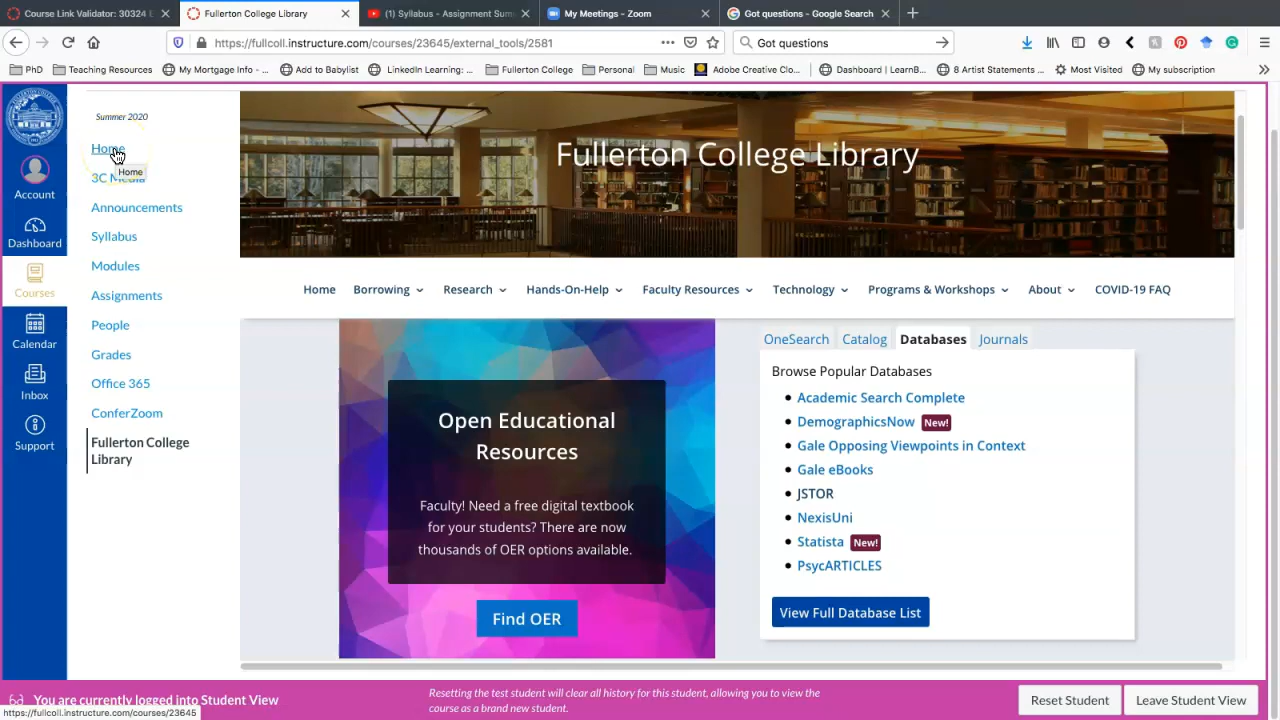 Course Link Validator: 30324 E
Fullerton College Library
(1) Syllabus - Assignment Sum
My Meetings - Zoom
Got questions - Google Search
https://fullcoll.instructure.com/courses/23645/external_tools/2581
Got questions
PhD
Teaching Resources
My Mortgage Info - ...
Add to Babylist
LinkedIn Learning: ...
Fullerton College
Personal
Music
Adobe Creative Clo...
Dashboard | LearnB...
8 Artist Statements ...
Most Visited
My subscription
Account
Dashboard
Courses
Calendar
Inbox
Support
Summer 2020
Home
Home
3C Media
Announcements
Syllabus
Modules
Assignments
People
Grades
Office 365
ConferZoom
Fullerton College
Library
Fullerton College Library
Home
Borrowing
Research
Hands-On-Help
Faculty Resources
Technology
Programs & Workshops
About
COVID-19 FAQ
Open Educational
Resources
Faculty! Need a free digital textbook
for your students? There are now
thousands of OER options available.
Find OER
OneSearch
Catalog
Databases
Journals
Browse Popular Databases
Academic Search Complete
DemographicsNow New!
Gale Opposing Viewpoints in Context
Gale eBooks
JSTOR
NexisUni
Statista New!
PsycARTICLES
View Full Database List
You are currently logged into Student View
Resetting the test student will clear all history for this student, allowing you to view the
course as a brand new student.
Reset Student
Leave Student View
https://fullcoll.instructure.com/courses/23645